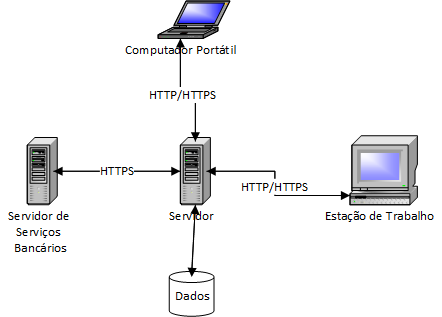 Computador Portátil
HTTP/HTTPS
HTTPS
HTTP/HTTPS
Servidor de
Serviços
Bancários
Servidor
Estação de Trabalho
Dados